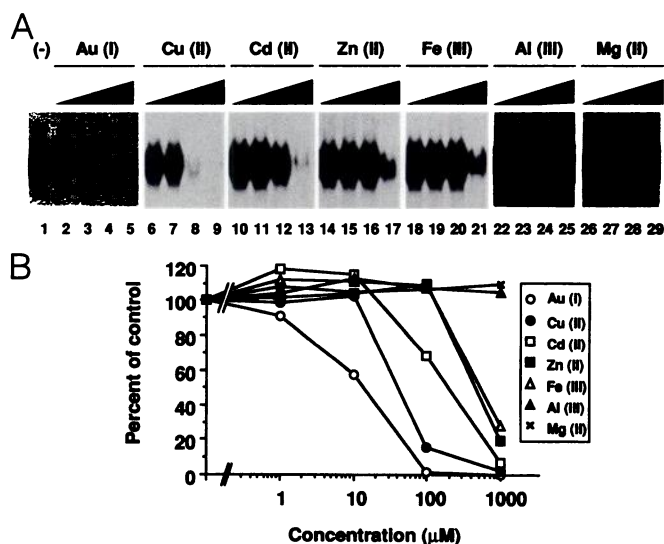 A
(-) Au (I) Cu (II) Cd (II) Zn (II) Fe (III) Al (III) Mg (II)
1 2 3 4 5 6 7 8 9 10 11 12 13 14 15 16 17 18 19 20 21 22 23 24 25 26 27 28 29
B
120
100
80
60
40
20
0
Percent of control
1 10 100 1000
Concentration (μM)
Au (I)
Cu (II)
Cd (II)
Zn (II)
Fe (III)
Al (III)
Mg (II)